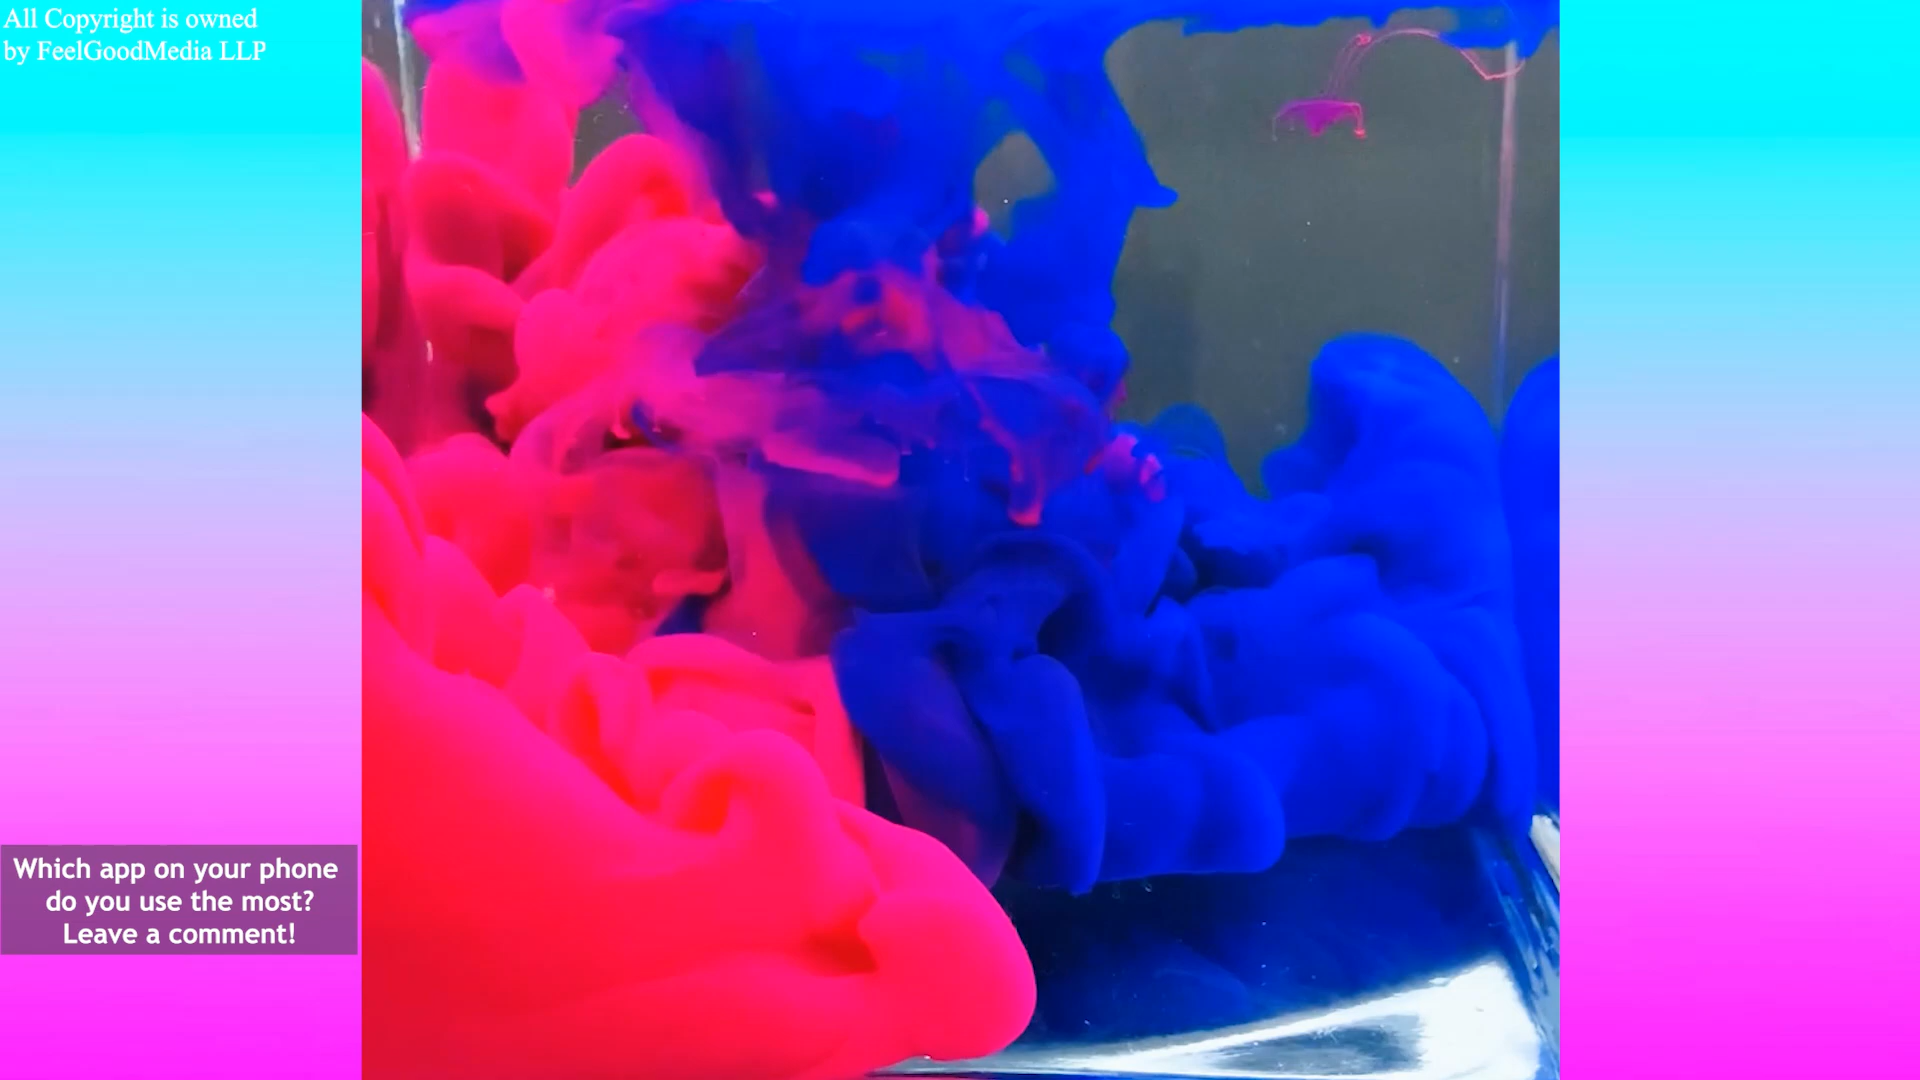 All Copyright is owned
by FeelGoodMedia LLP
Which app on your phone
do you use the most?
Leave a comment!